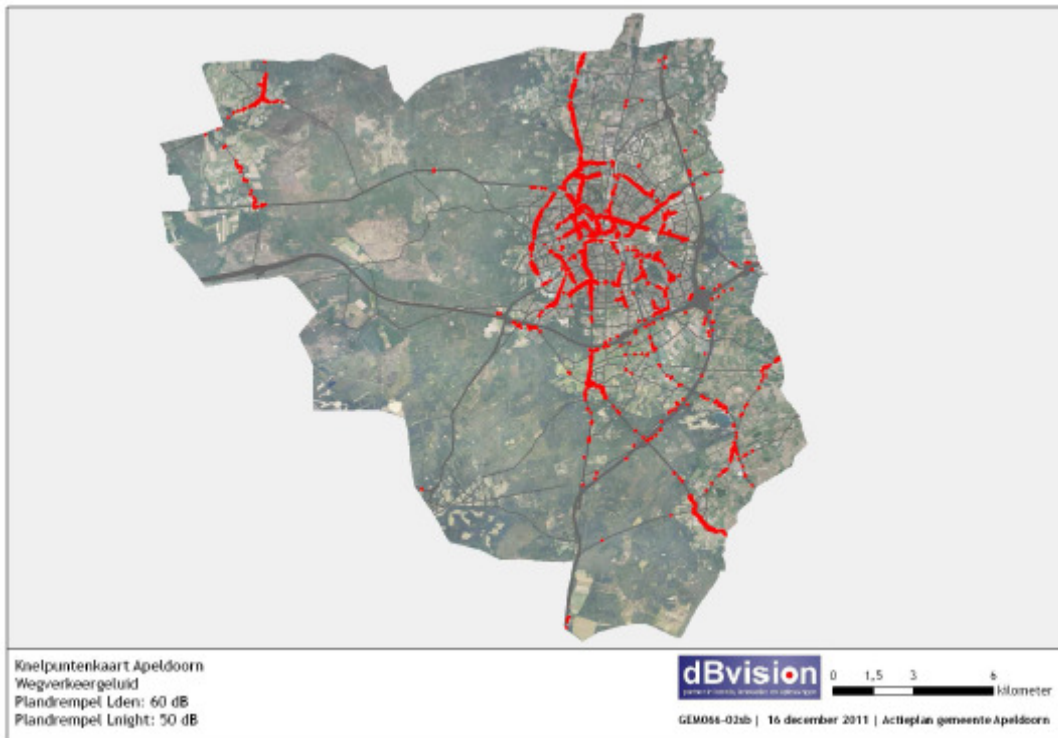 Knelpuntenkaart Apeldoorn
Wegverkeergeluid
Plandrempel Lden: 60 dB
Plandrempel Lnight: 50 dB
dBvision
0 1,5 3 6
kilometer
GEM066-02sb | 16 december 2011 | Actieplan gemeente Apeldoorn